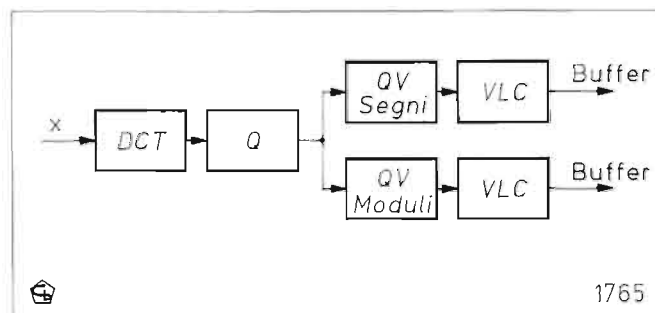 x
DCT
Q
QV
Segni
VLC
Buffer
QV
Moduli
VLC
Buffer
1765